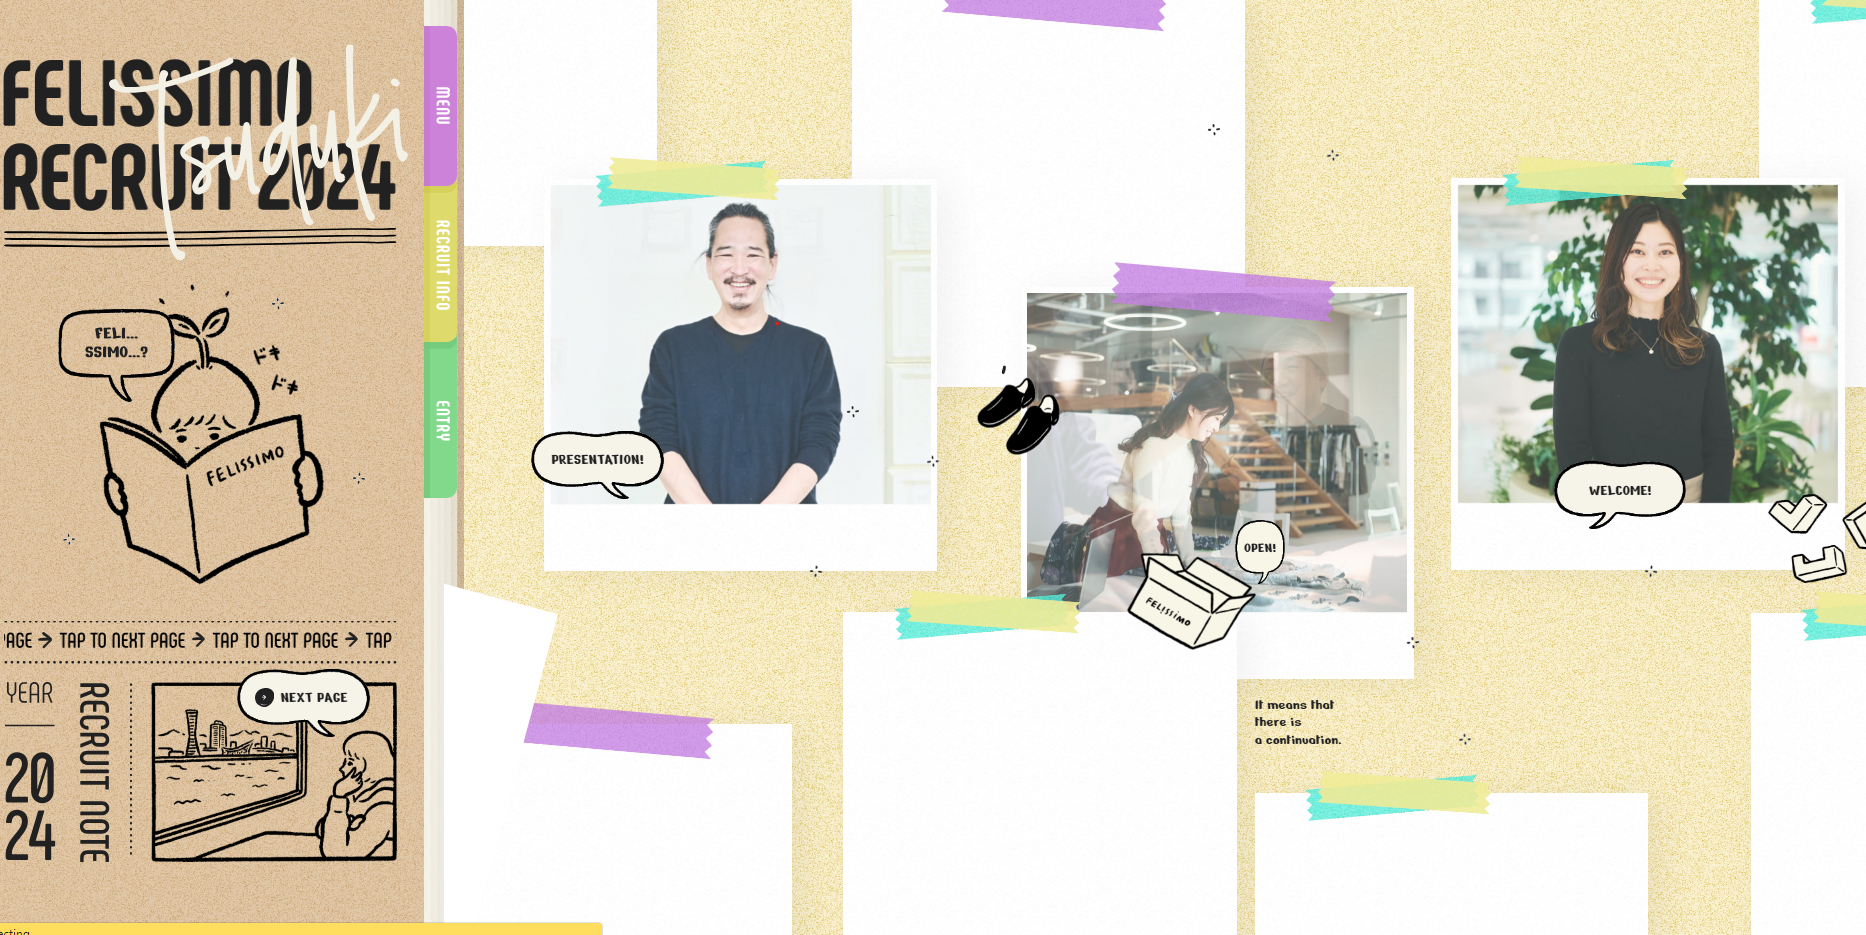 FELISSIMO
RECRUIT 2024
Tsuduki
FELI...
SSIMO...?
ドキ
ドキ
FELISSIMO
TAP TO NEXT PAGE → TAP TO NEXT PAGE → TAP
YEAR
20
24
RECRUIT NOTE
NEXT PAGE
MENU
RECRUIT INFO
ENTRY
PRESENTATION!
OPEN!
FELISSIMO
WELCOME!
It means that
there is
a continuation.